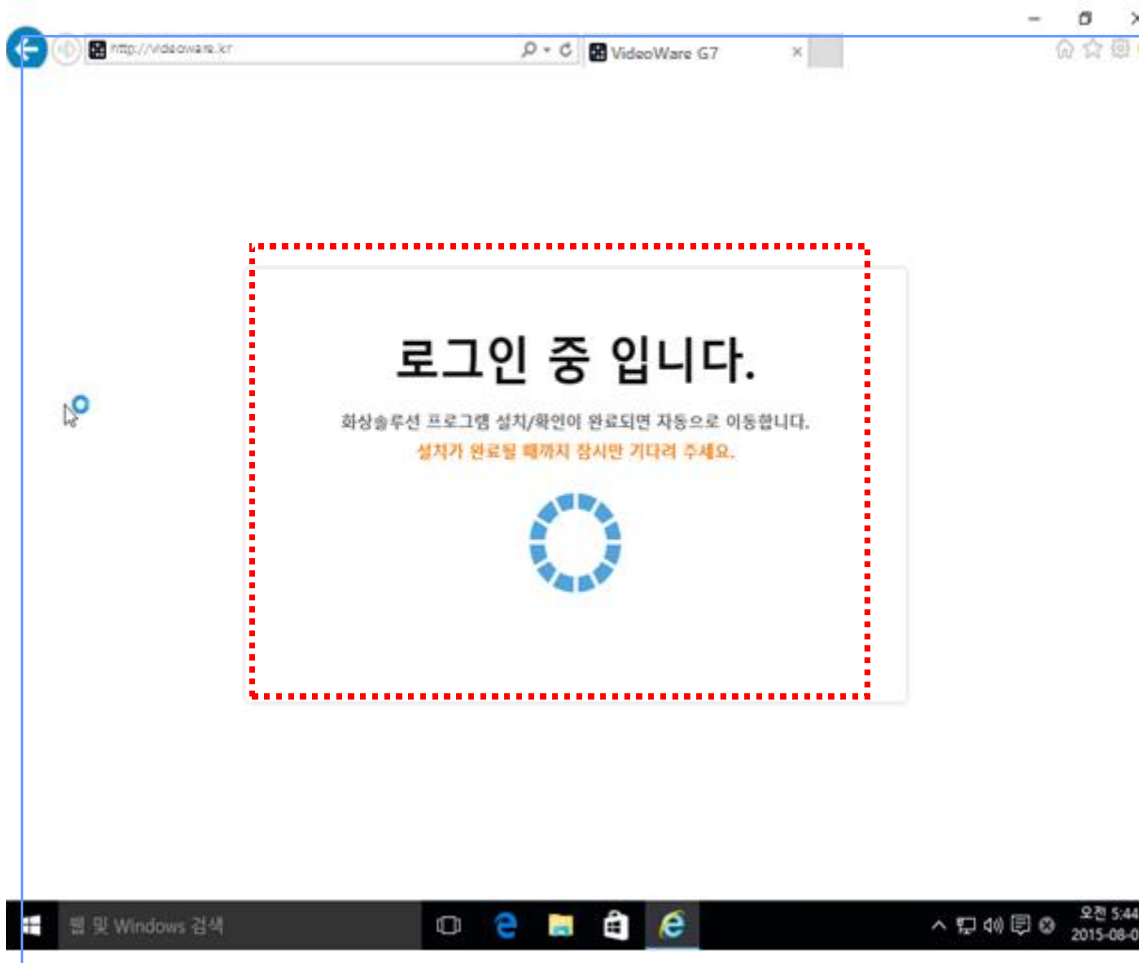 http://videoware.kr
VideoWare G7
로그인 중 입니다.
화상솔루션 프로그램 설치/확인이 완료되면 자동으로 이동합니다.
설치가 완료될 때까지 잠시만 기다려 주세요.
웹 및 Windows 검색
오전 5:44
2015-08-0